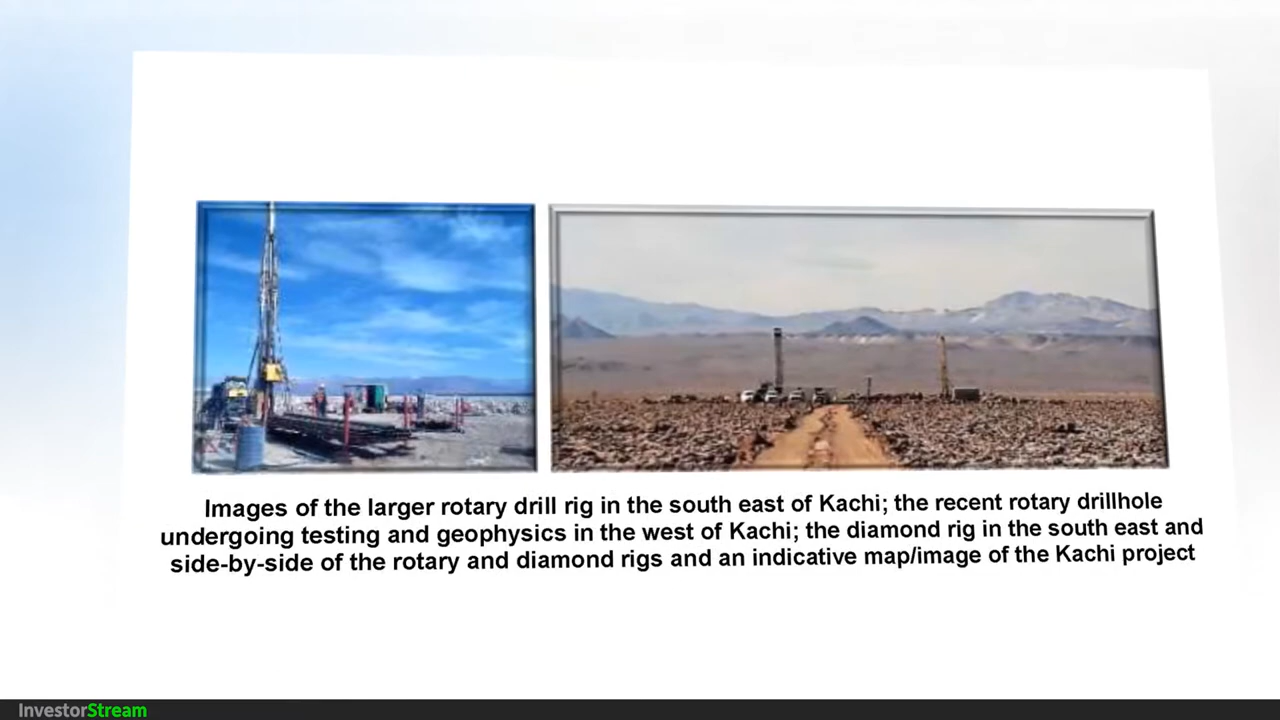 Images of the larger rotary drill rig in the south east of Kachi; the recent rotary drillhole
undergoing testing and geophysics in the west of Kachi; the diamond rig in the south east and
side-by-side of the rotary and diamond rigs and an indicative map/image of the Kachi project
InvestorStream